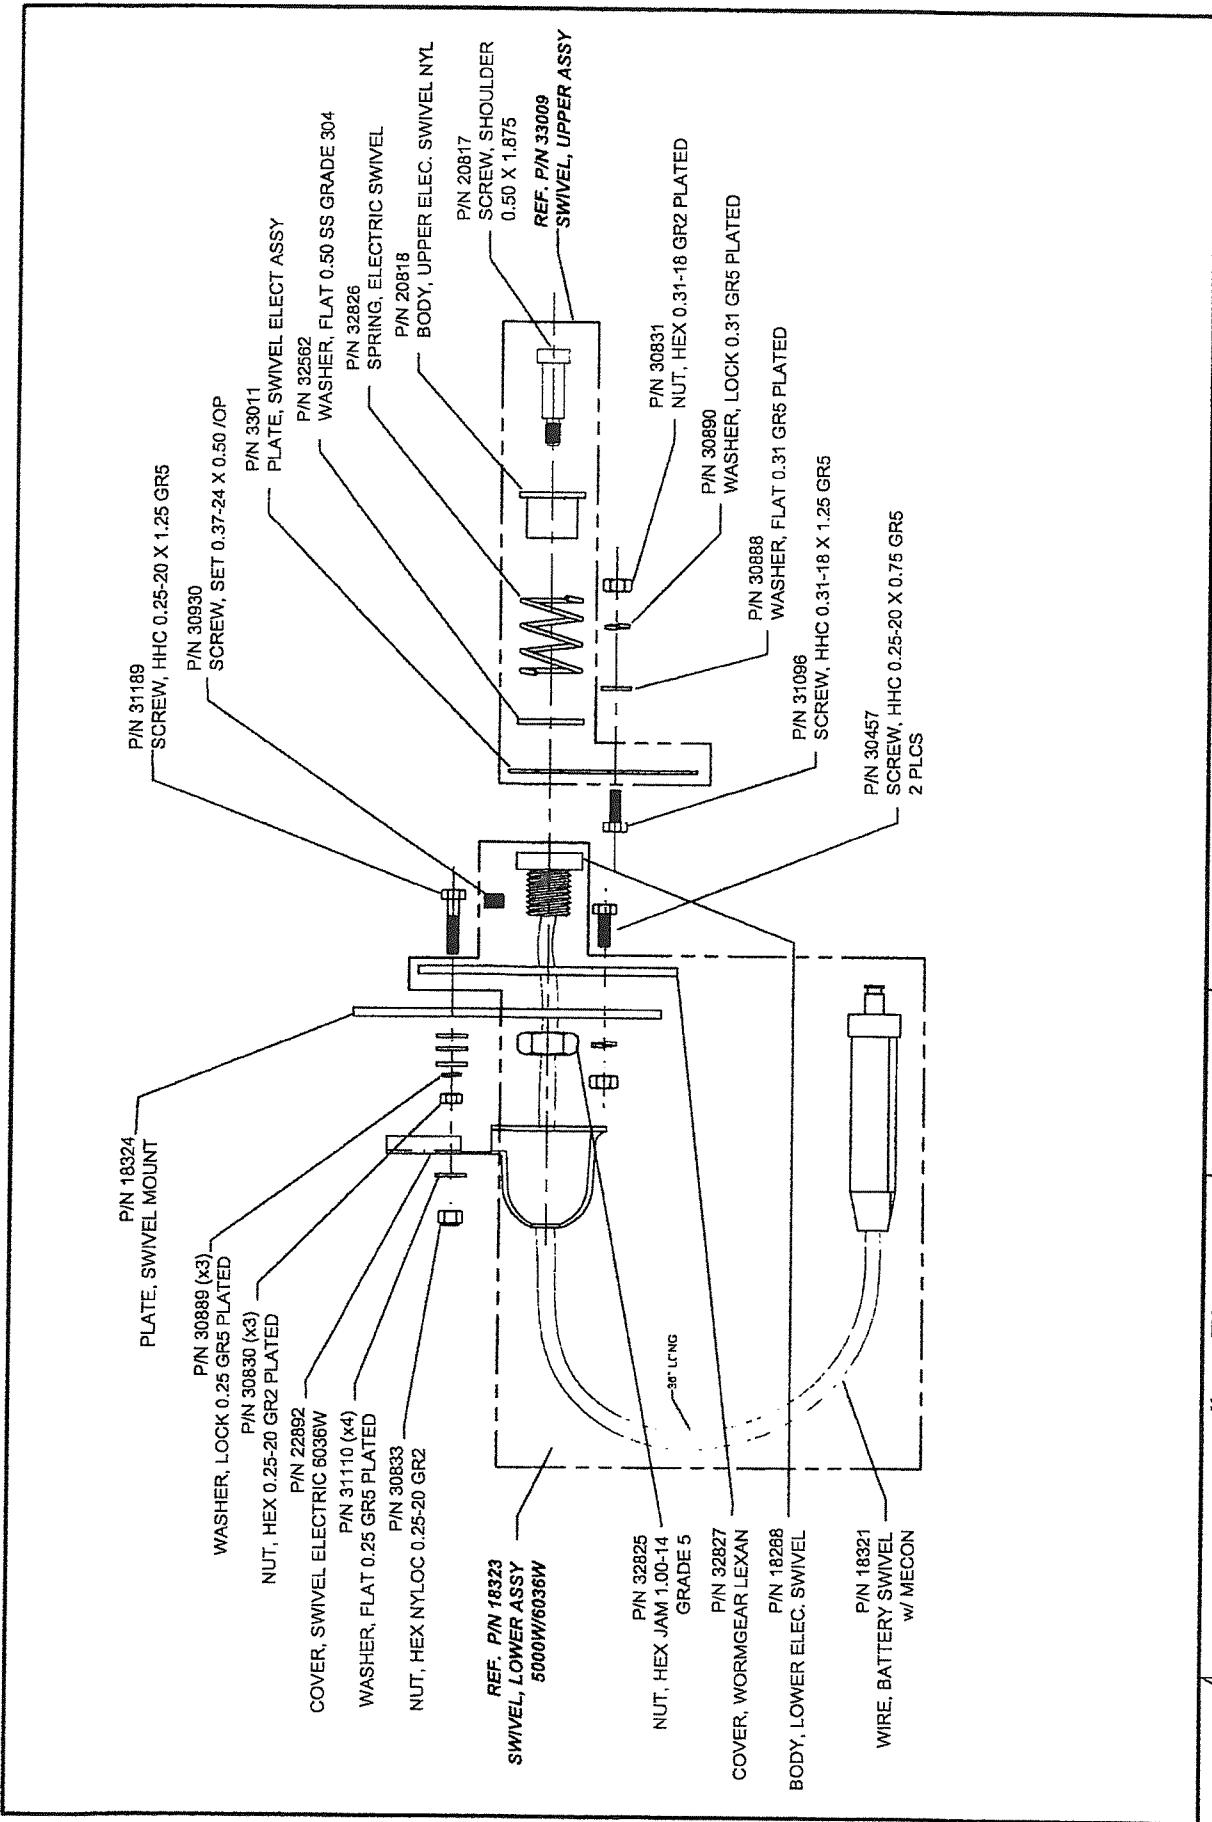 P/N 31189
SCREW, HHC 0.25-20 X 1.25 GR5
P/N 30930
SCREW, SET 0.37-24 X 0.50 /OP
P/N 33011
PLATE, SWIVEL ELECT ASSY
P/N 32562
WASHER, FLAT 0.50 SS GRADE 304
P/N 32826
SPRING, ELECTRIC SWIVEL
P/N 20818
BODY, UPPER ELEC. SWIVEL NYL
P/N 20817
SCREW, SHOULDER
0.50 X 1.875
REF. P/N 33009
SWIVEL, UPPER ASSY
P/N 18324
PLATE, SWIVEL MOUNT
P/N 30889 (x3)
WASHER, LOCK 0.25 GR5 PLATED
P/N 30830 (x3)
NUT, HEX 0.25-20 GR2 PLATED
P/N 22892
COVER, SWIVEL ELECTRIC 6036W
P/N 31110 (x4)
WASHER, FLAT 0.25 GR5 PLATED
P/N 30833
NUT, HEX NYLOC 0.25-20 GR2
P/N 30831
NUT, HEX 0.31-18 GR2 PLATED
P/N 30890
WASHER, LOCK 0.31 GR5 PLATED
P/N 30888
WASHER, FLAT 0.31 GR5 PLATED
P/N 31096
SCREW, HHC 0.31-18 X 1.25 GR5
P/N 30457
SCREW, HHC 0.25-20 X 0.75 GR5
2 PLCS
REF. P/N 18323
SWIVEL, LOWER ASSY
5000W/6036W
36" LENG
P/N 32825
NUT, HEX JAM 1.00-14
GRADE 5
P/N 32827
COVER, WORMGEAR LEXAN
P/N 18268
BODY, LOWER ELEC. SWIVEL
P/N 18321
WIRE, BATTERY SWIVEL
w/ MECON